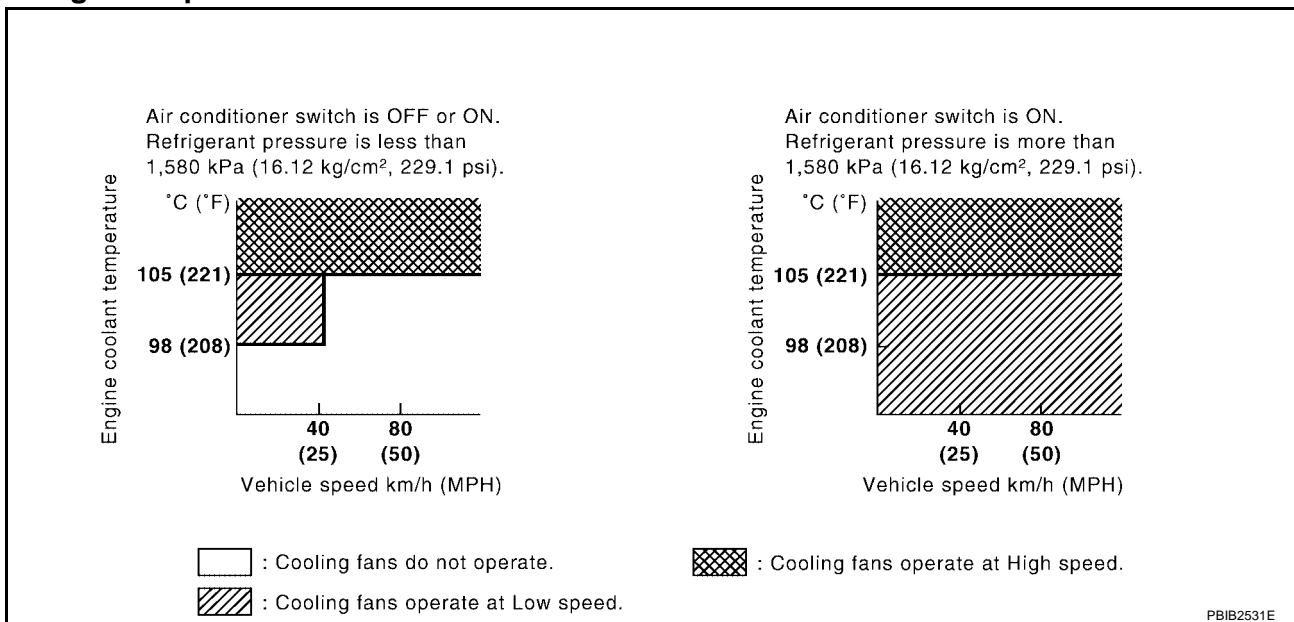 Air conditioner switch is OFF or ON.
Refrigerant pressure is less than
1,580 kPa (16.12 kg/cm², 229.1 psi).
Engine coolant temperature
˚C (˚F)
105 (221)
98 (208)
40
(25)
80
(50)
Vehicle speed km/h (MPH)
Air conditioner switch is ON.
Refrigerant pressure is more than
1,580 kPa (16.12 kg/cm², 229.1 psi).
Engine coolant temperature
˚C (˚F)
105 (221)
98 (208)
40
(25)
80
(50)
Vehicle speed km/h (MPH)
: Cooling fans do not operate.
: Cooling fans operate at High speed.
: Cooling fans operate at Low speed.
PBIB2531E